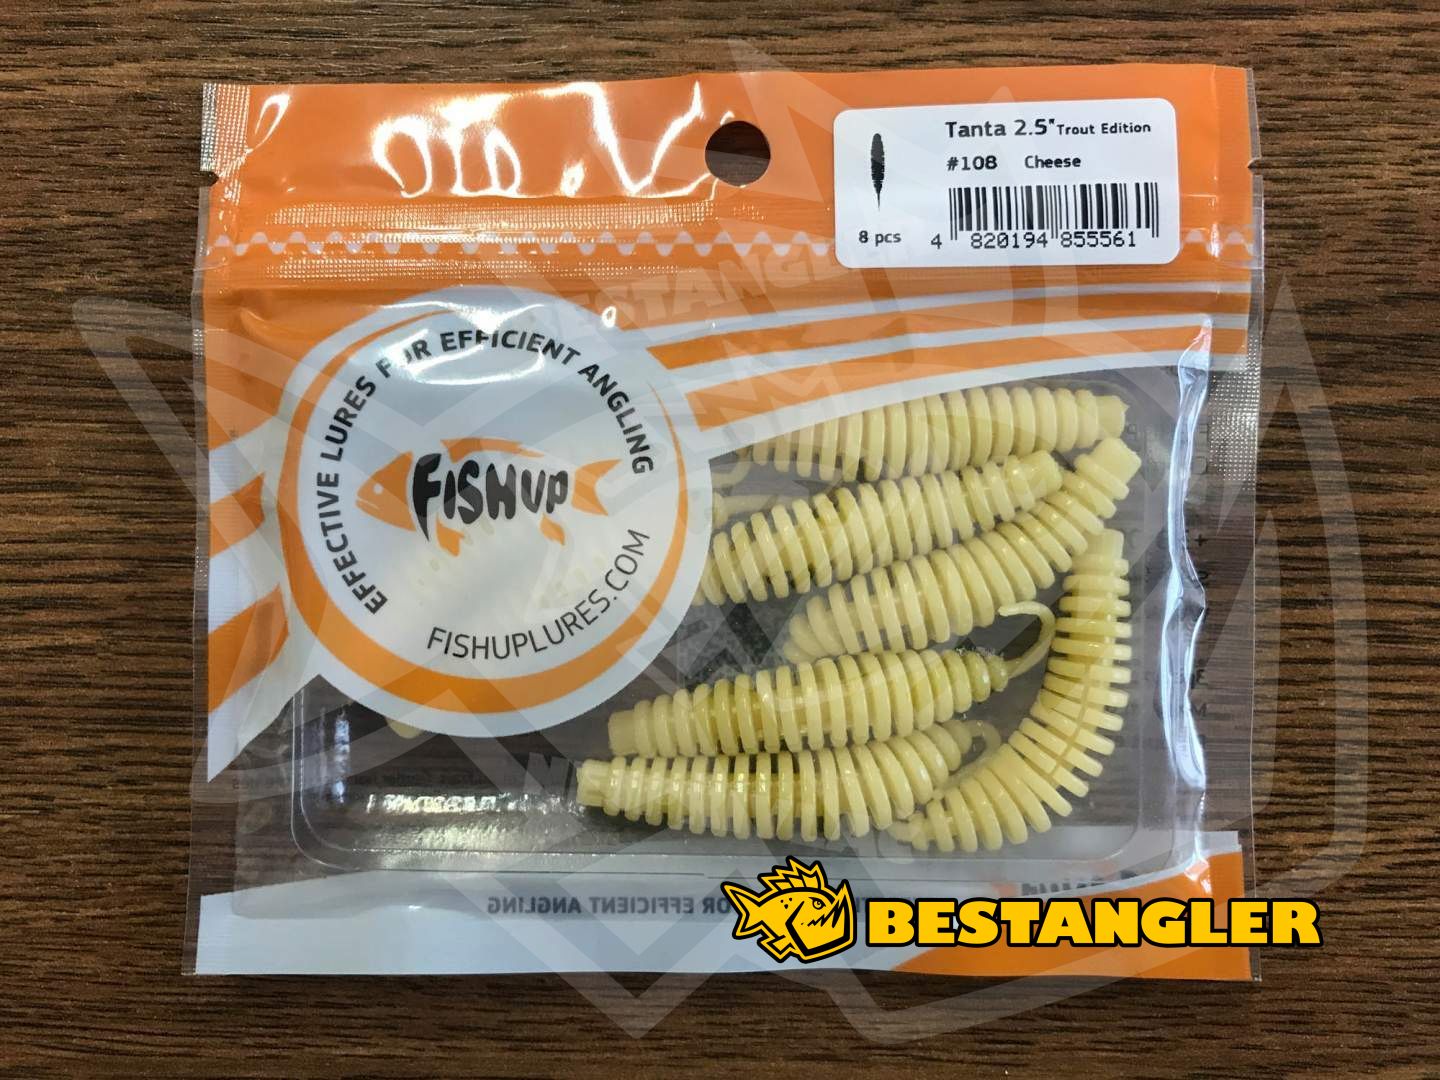 Tanta 2.5" Trout Edition
#108 Cheese
8 pcs
4 820194 855561
BESTANGLER
EFFECTIVE LURES FOR EFFICIENT ANGLING
FISHUP
FISHUPLURES.COM
FOR EFFICIENT ANGLING
BESTANGLER